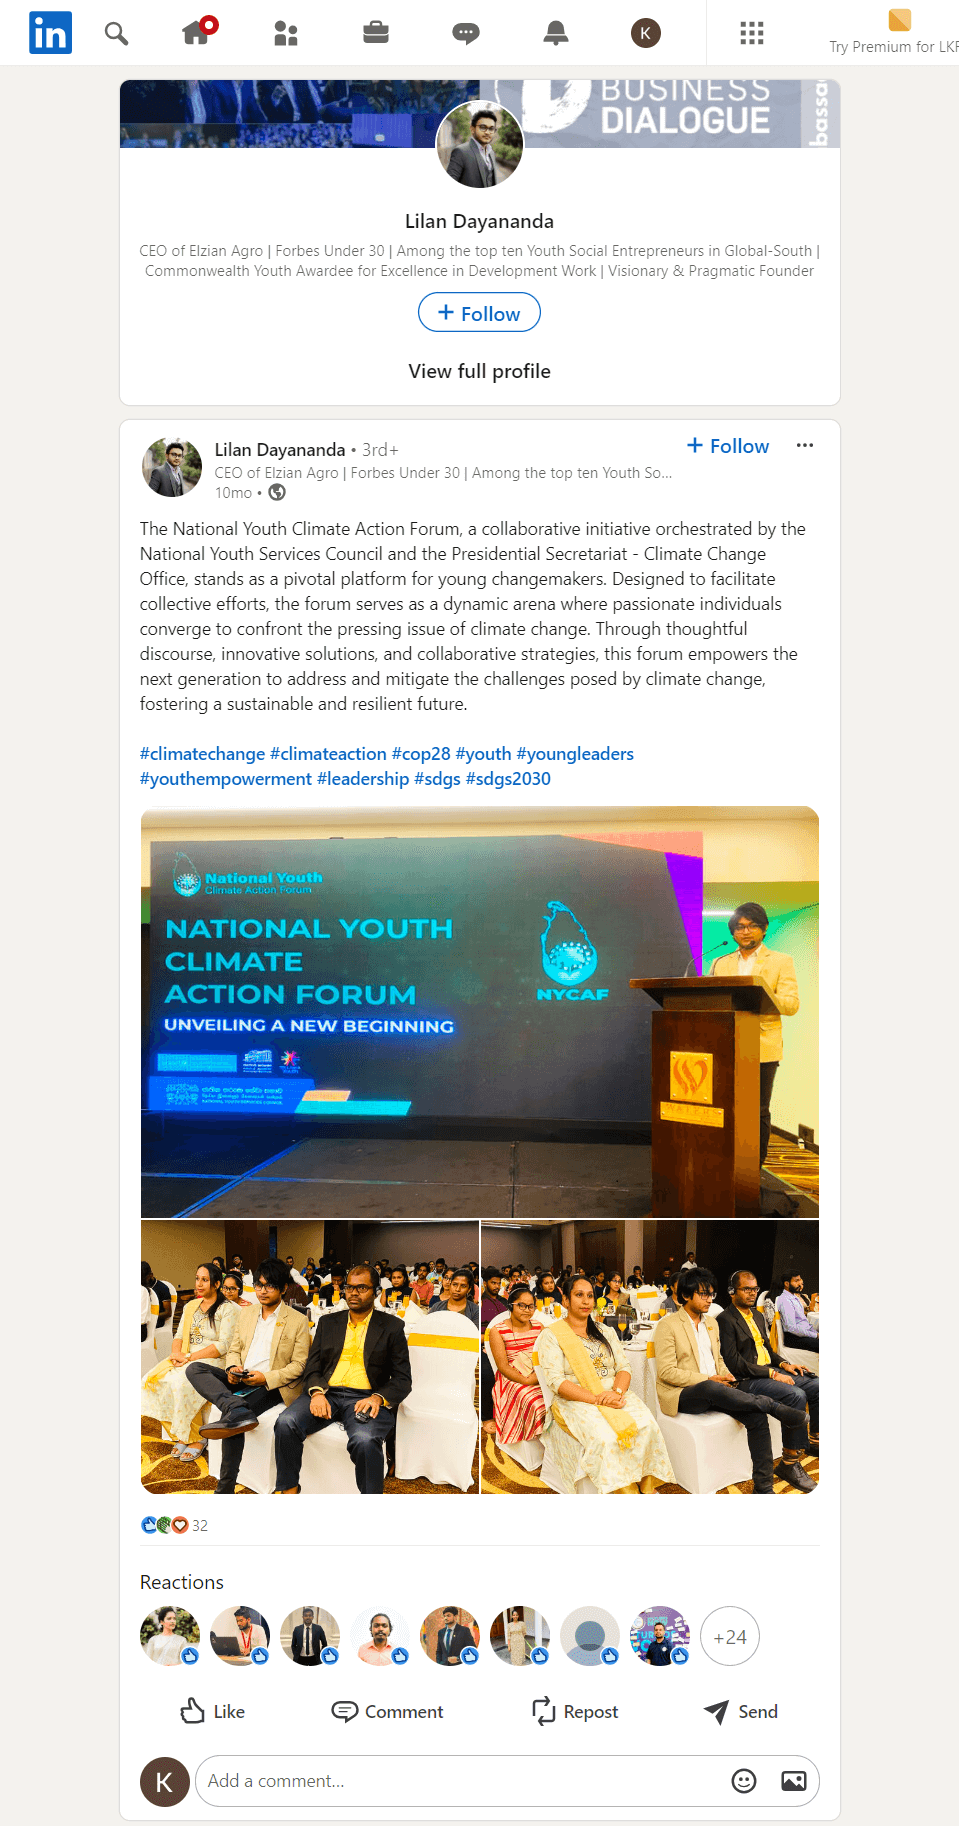 in
K
Try Premium for LKF
BUSINESS
DIALOGUE
bassa
Lilan Dayananda
CEO of Elzian Agro | Forbes Under 30 | Among the top ten Youth Social Entrepreneurs in Global-South |
Commonwealth Youth Awardee for Excellence in Development Work | Visionary & Pragmatic Founder
+ Follow
View full profile
Lilan Dayananda • 3rd+
+ Follow
CEO of Elzian Agro | Forbes Under 30 | Among the top ten Youth So...
10mo •
The National Youth Climate Action Forum, a collaborative initiative orchestrated by the
National Youth Services Council and the Presidential Secretariat - Climate Change
Office, stands as a pivotal platform for young changemakers. Designed to facilitate
collective efforts, the forum serves as a dynamic arena where passionate individuals
converge to confront the pressing issue of climate change. Through thoughtful
discourse, innovative solutions, and collaborative strategies, this forum empowers the
next generation to address and mitigate the challenges posed by climate change,
fostering a sustainable and resilient future.
#climatechange #climateaction #cop28 #youth #youngleaders
#youthempowerment #leadership #sdgs #sdgs2030
National Youth
Climate Action Forum
NATIONAL YOUTH
CLIMATE
ACTION FORUM
UNVEILING A NEW BEGINNING
NYCAF
32
Reactions
+24
Like
Comment
Repost
Send
K
Add a comment...